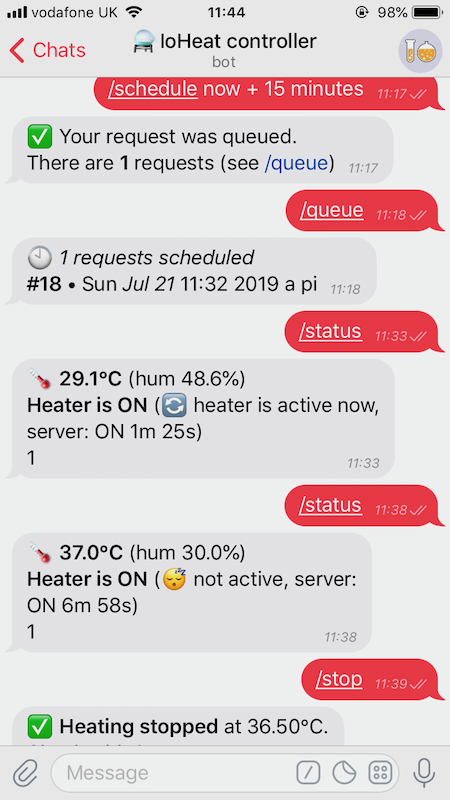 vodafone UK 11:44 98%
Chats IoHeat controller
bot
/schedule now + 15 minutes 11:17
Your request was queued.
There are 1 requests (see /queue) 11:17
/queue 11:18
1 requests scheduled
#18 • Sun Jul 21 11:32 2019 a pi 11:18
/status 11:33
29.1°C (hum 48.6%)
Heater is ON (🔄 heater is active now,
server: ON 1m 25s)
1 11:33
/status 11:38
37.0°C (hum 30.0%)
Heater is ON (😴 not active, server:
ON 6m 58s)
1 11:38
/stop 11:39
Heating stopped at 36.50°C.
Message